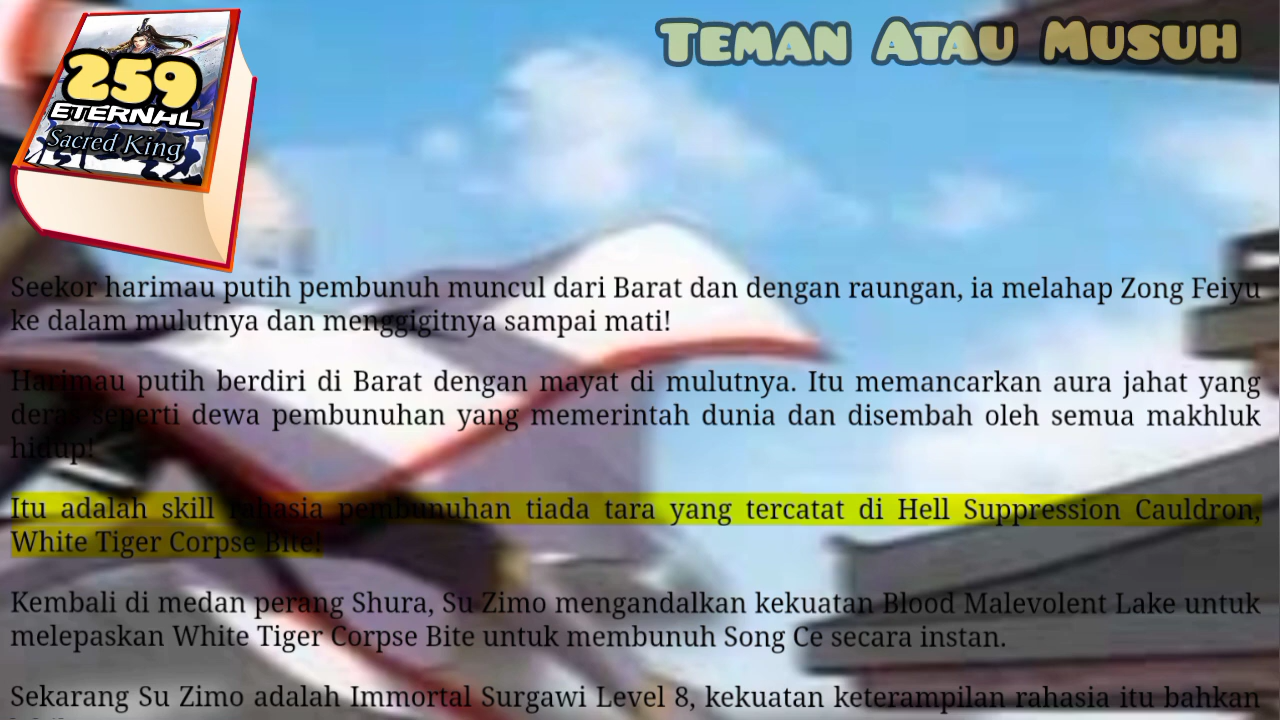 Teman Atau Musuh
259
ETERNAL
Sacred King
Seekor harimau putih pembunuh muncul dari Barat dan dengan raungan, ia melahap Zong Feiyu
ke dalam mulutnya dan menggigitnya sampai mati!
Harimau putih berdiri di Barat dengan mayat di mulutnya. Itu memancarkan aura jahat yang
deras seperti dewa pembunuhan yang memerintah dunia dan disembah oleh semua makhluk
hidup!
Itu adalah skill rahasia pembunuhan tiada tara yang tercatat di Hell Suppression Cauldron,
White Tiger Corpse Bite!
Kembali di medan perang Shura, Su Zimo mengandalkan kekuatan Blood Malevolent Lake untuk
melepaskan White Tiger Corpse Bite untuk membunuh Song Ce secara instan.
Sekarang Su Zimo adalah Immortal Surgawi Level 8, kekuatan keterampilan rahasia itu bahkan